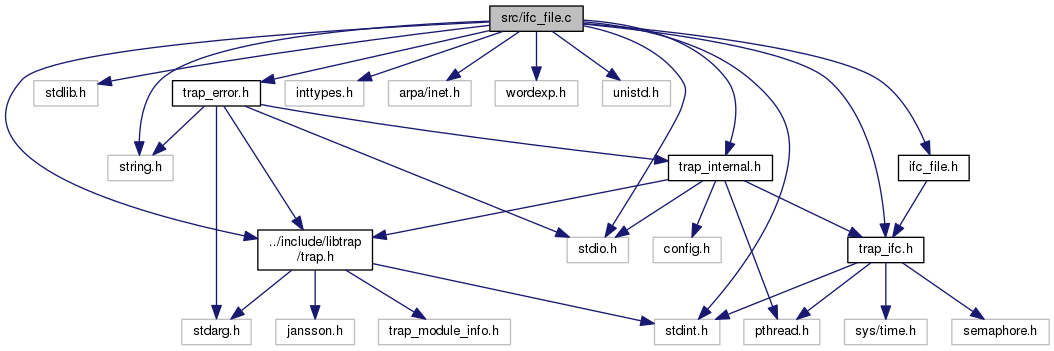 src/ifc_file.c
stdlib.h
trap_error.h
inttypes.h
arpa/inet.h
wordexp.h
unistd.h
string.h
trap_internal.h
ifc_file.h
../include/libtrap
/trap.h
stdio.h
config.h
trap_ifc.h
stdarg.h
jansson.h
trap_module_info.h
stdint.h
pthread.h
sys/time.h
semaphore.h